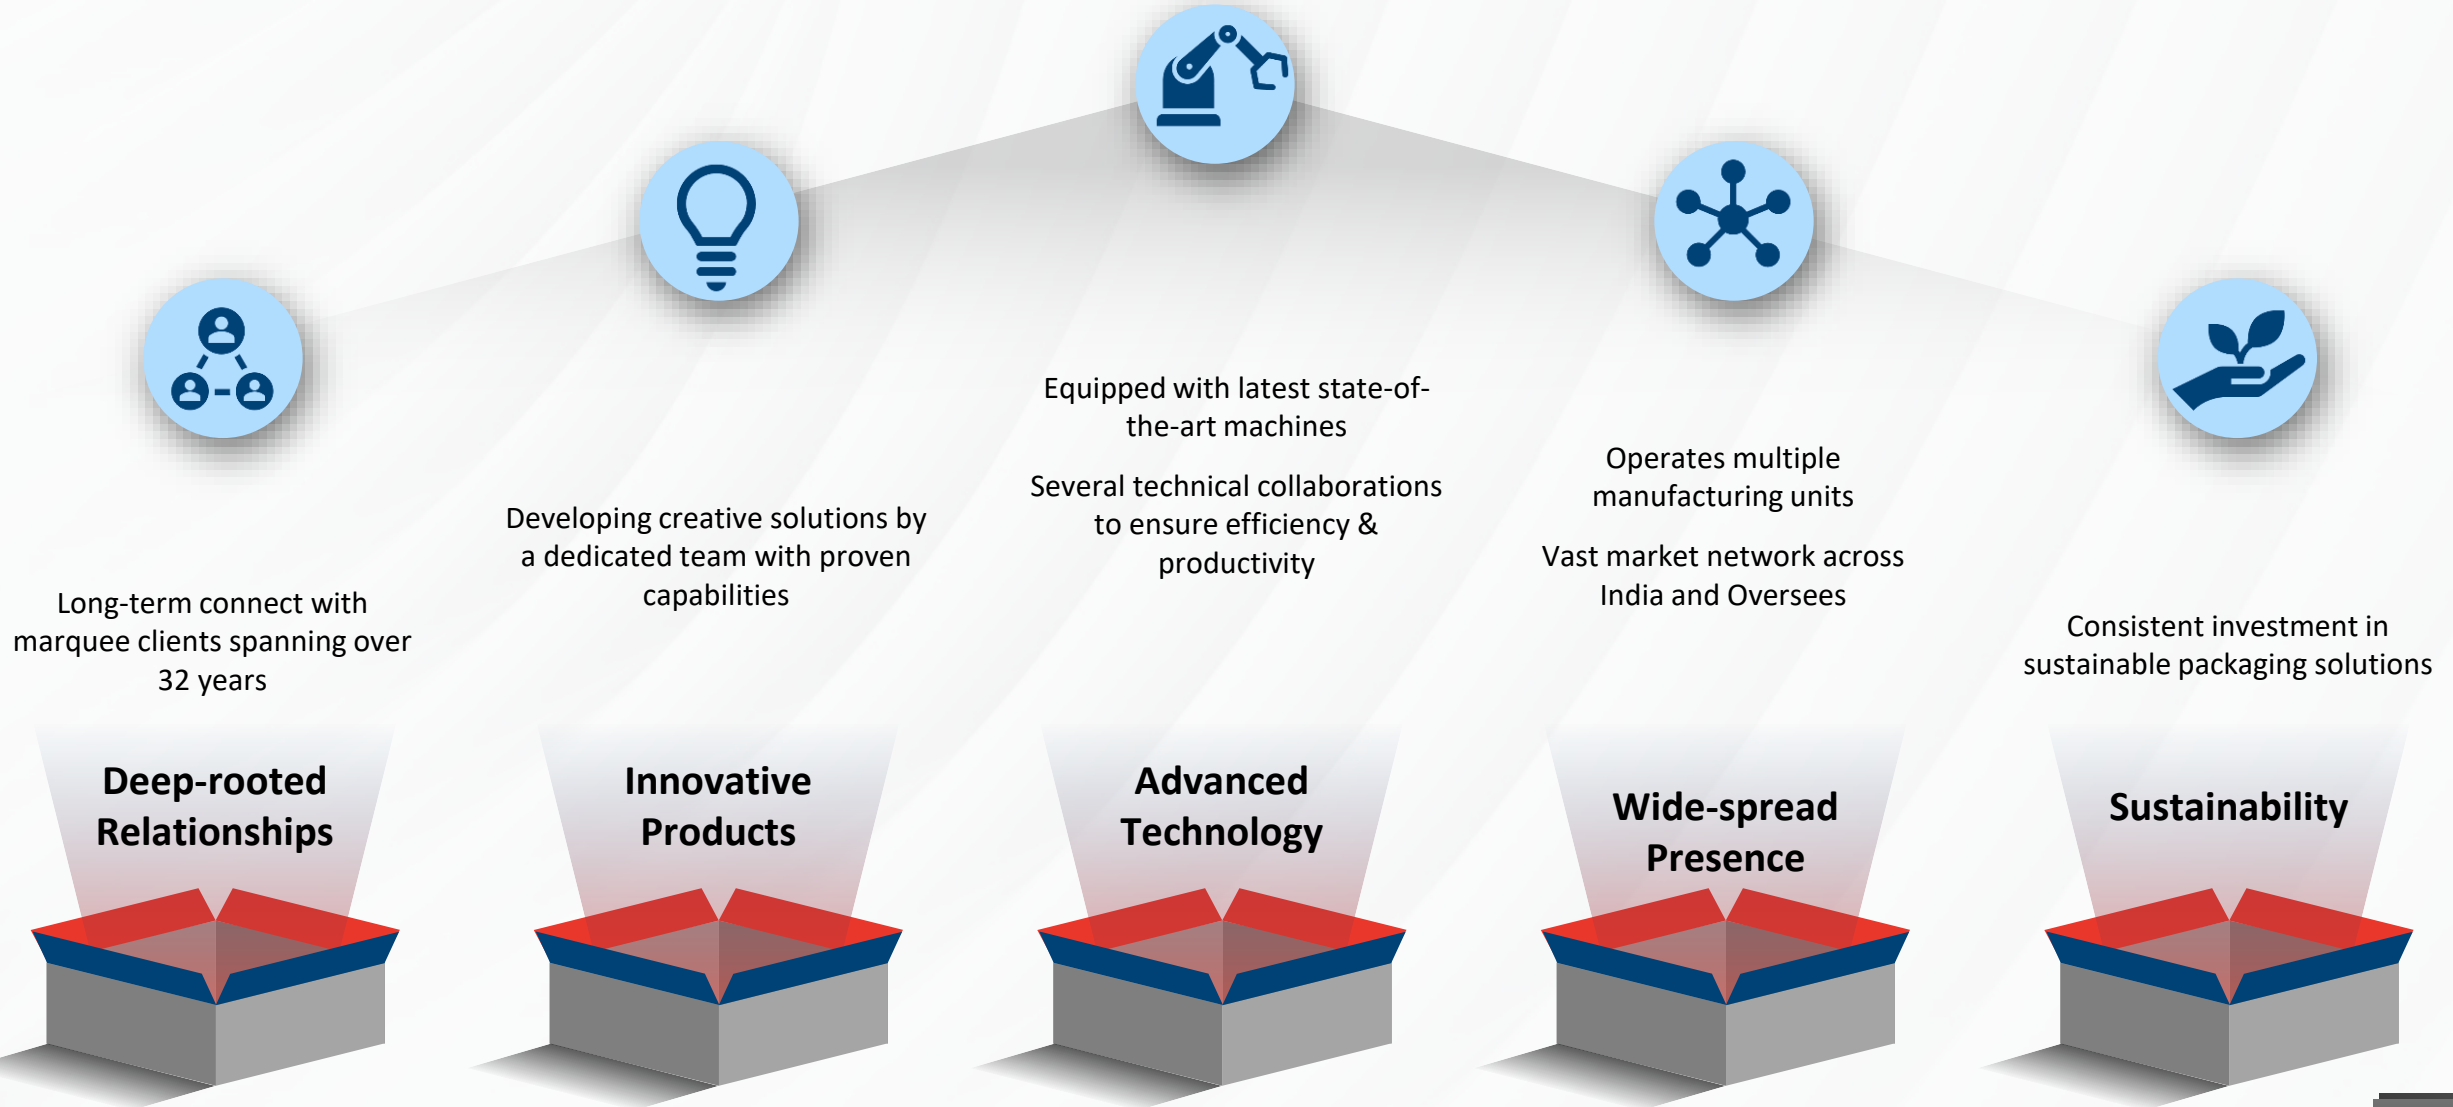 Long-term connect with
marquee clients spanning over
32 years
Deep-rooted
Relationships
Developing creative solutions by
a dedicated team with proven
capabilities
Innovative
Products
Equipped with latest state-of-
the-art machines
Several technical collaborations
to ensure efficiency &
productivity
Advanced
Technology
Operates multiple
manufacturing units
Vast market network across
India and Oversees
Wide-spread
Presence
Consistent investment in
sustainable packaging solutions
Sustainability